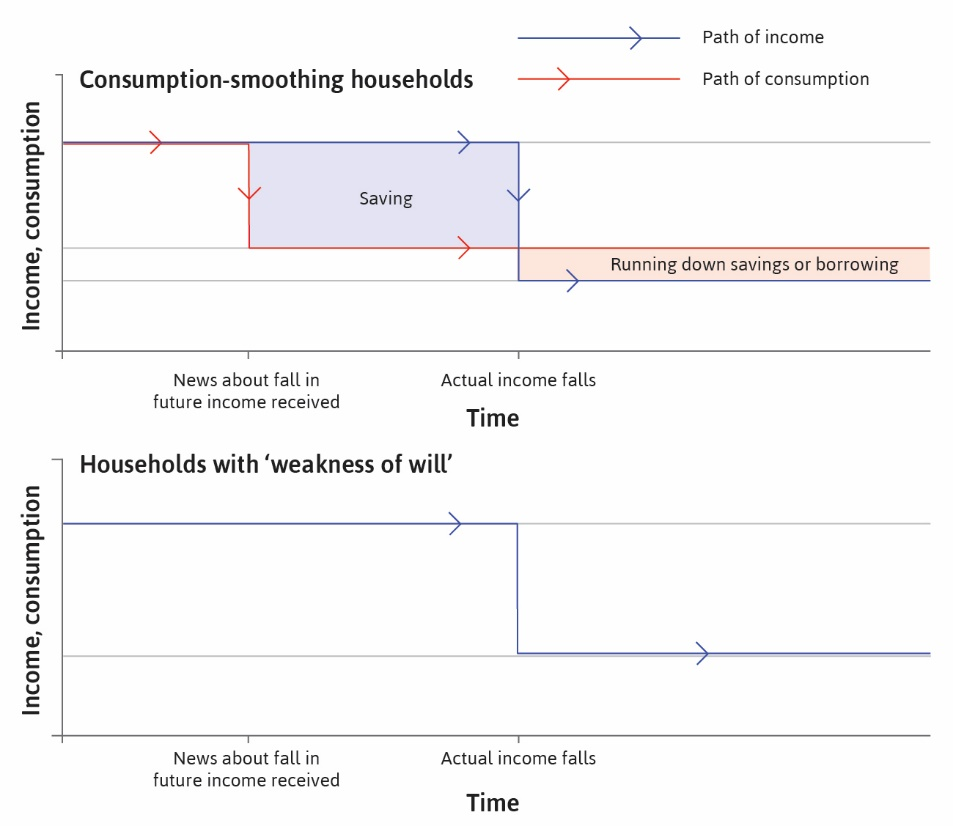 Path of income
Path of consumption
Consumption-smoothing households
Income, consumption
Saving
Running down savings or borrowing
News about fall in
future income received
Actual income falls
Time
Households with ‘weakness of will’
Income, consumption
News about fall in
future income received
Actual income falls
Time